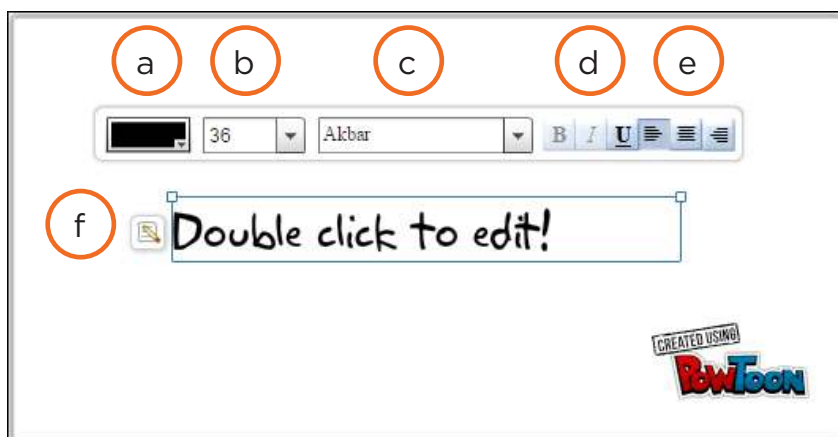 a b c d e
36 Akbar B I U
f Double click to edit!
CREATED USING
POWTOON